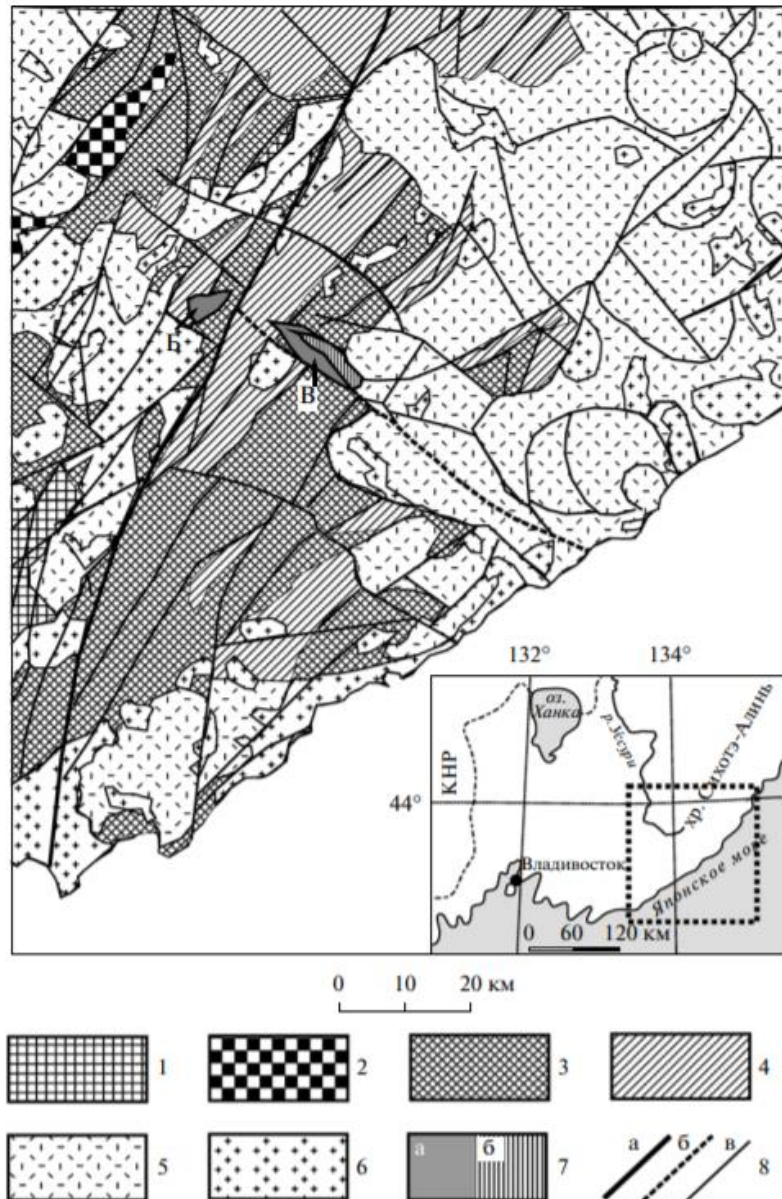 Б
В
132°
134°
оз.
Ханка
р. Уссури
КНР
хр. Сихотэ-Алинь
44°
Владивосток
Японское море
0 60 120 км
0 10 20 км
1
2
3
4
5
6
а б 7
а б в 8